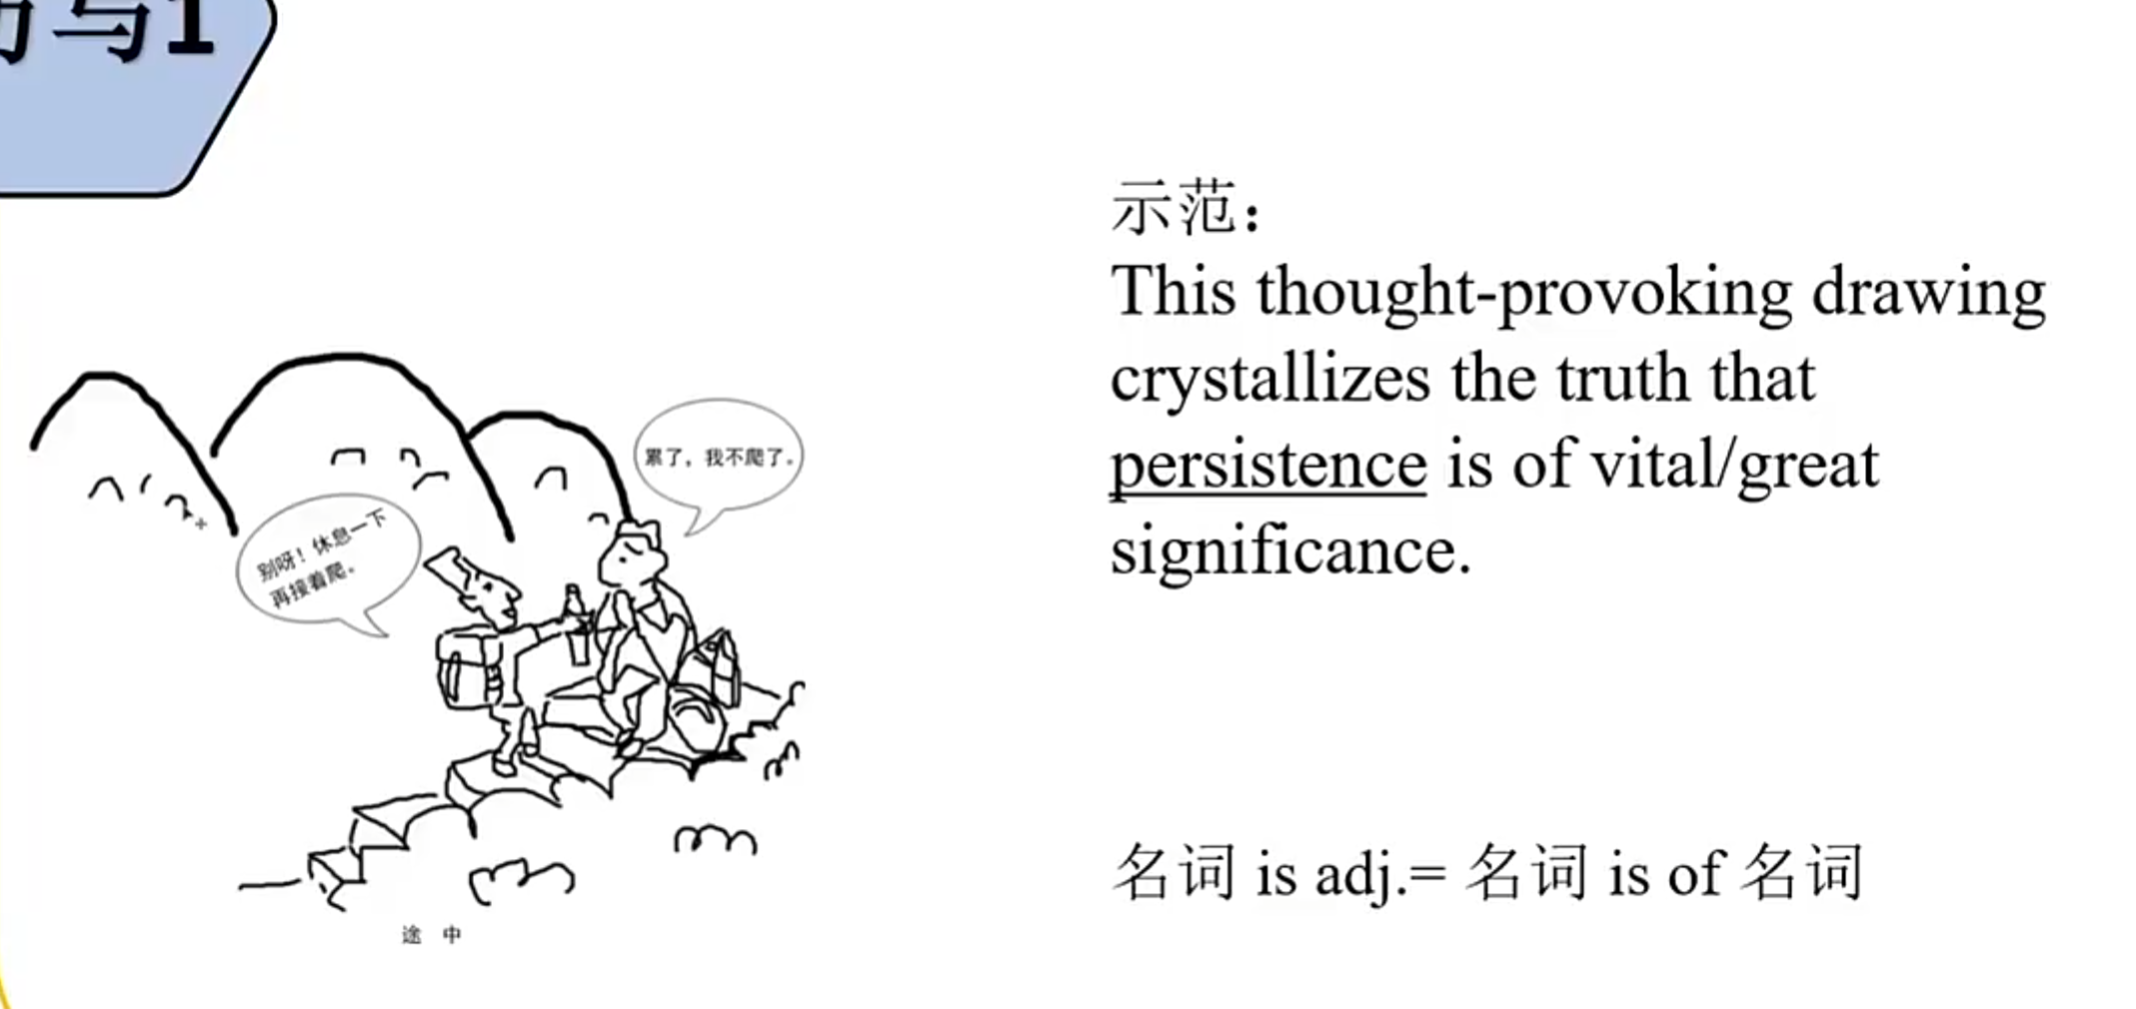 写1
示范：
This thought-provoking drawing
crystallizes the truth that
persistence is of vital/great
significance.
累了，我不爬了。
别呀！休息一下
再接着爬。
名词 is adj.= 名词 is of 名词
途 中